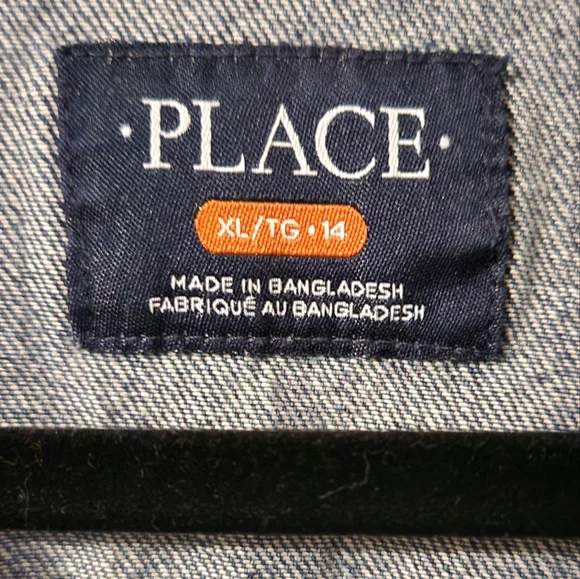 ·PLACE·
XL/TG · 14
MADE IN BANGLADESH
FABRIQUÉ AU BANGLADESH